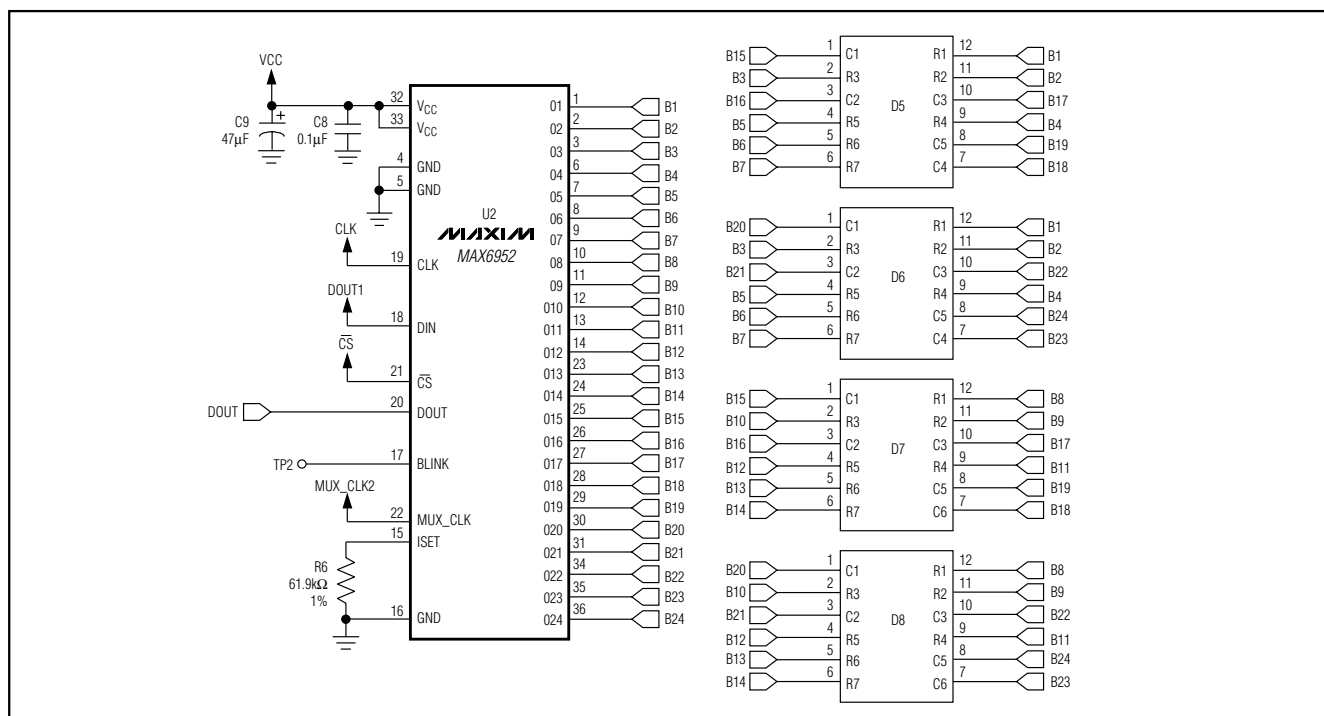 VCC
C9
47µF
+
C8
0.1µF
32 VCC
33 VCC
4 GND
5 GND
CLK
19 CLK
DOUT1
18 DIN
C̅S̅
21 C̅S̅
DOUT 20 DOUT
TP2 17 BLINK
MUX_CLK2
22 MUX_CLK
15 ISET
R6
61.9kΩ
1%
16 GND
U2
MAXIM
MAX6952
01 1 B1
02 2 B2
03 3 B3
04 6 B4
05 7 B5
06 8 B6
07 9 B7
08 10 B8
09 11 B9
010 12 B10
011 13 B11
012 14 B12
013 23 B13
014 24 B14
015 25 B15
016 26 B16
017 27 B17
018 28 B18
019 29 B19
020 30 B20
021 31 B21
022 34 B22
023 35 B23
024 36 B24
D5
B15 1 C1 R1 12 B1
B3 2 R3 R2 11 B2
B16 3 C2 C3 10 B17
B5 4 R5 R4 9 B4
B6 5 R6 C5 8 B19
B7 6 R7 C4 7 B18
D6
B20 1 C1 R1 12 B1
B3 2 R3 R2 11 B2
B21 3 C2 C3 10 B22
B5 4 R5 R4 9 B4
B6 5 R6 C5 8 B24
B7 6 R7 C4 7 B23
D7
B15 1 C1 R1 12 B8
B10 2 R3 R2 11 B9
B16 3 C2 C3 10 B17
B12 4 R5 R4 9 B11
B13 5 R6 C5 8 B19
B14 6 R7 C6 7 B18
D8
B20 1 C1 R1 12 B8
B10 2 R3 R2 11 B9
B21 3 C2 C3 10 B22
B12 4 R5 R4 9 B11
B13 5 R6 C5 8 B24
B14 6 R7 C6 7 B23